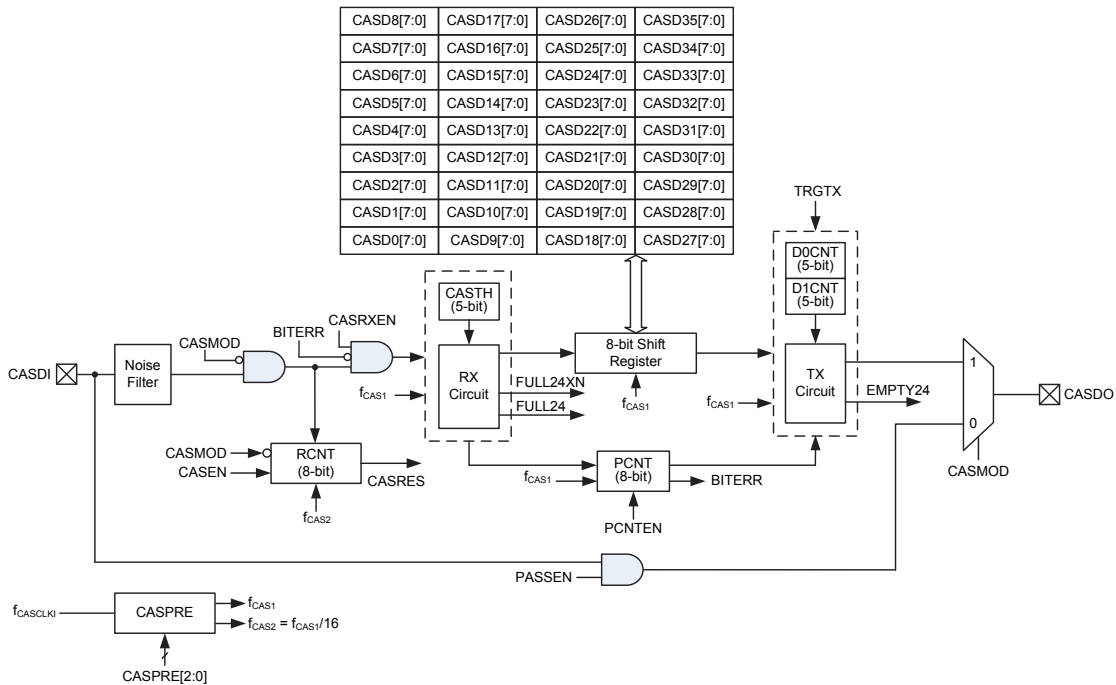 CASD8[7:0] CASD17[7:0] CASD26[7:0] CASD35[7:0]
CASD7[7:0] CASD16[7:0] CASD25[7:0] CASD34[7:0]
CASD6[7:0] CASD15[7:0] CASD24[7:0] CASD33[7:0]
CASD5[7:0] CASD14[7:0] CASD23[7:0] CASD32[7:0]
CASD4[7:0] CASD13[7:0] CASD22[7:0] CASD31[7:0]
CASD3[7:0] CASD12[7:0] CASD21[7:0] CASD30[7:0]
CASD2[7:0] CASD11[7:0] CASD20[7:0] CASD29[7:0]
CASD1[7:0] CASD10[7:0] CASD19[7:0] CASD28[7:0]
CASD0[7:0] CASD9[7:0] CASD18[7:0] CASD27[7:0]
TRGTX
D0CNT
(5-bit)
D1CNT
(5-bit)
CASTH
(5-bit)
CASRXEN
BITERR
CASMOD
CASDI
Noise
Filter
fCAS1
RX
Circuit
FULL24XN
FULL24
8-bit Shift
Register
fCAS1
fCAS1
TX
Circuit
EMPTY24
1
0
CASDO
CASMOD
CASMOD
CASEN
RCNT
(8-bit)
CASRES
fCAS2
fCAS1
PCNT
(8-bit)
BITERR
PCNTEN
PASSEN
fCASCLKI
CASPRE
fCAS1
fCAS2 = fCAS1/16
CASPRE[2:0]